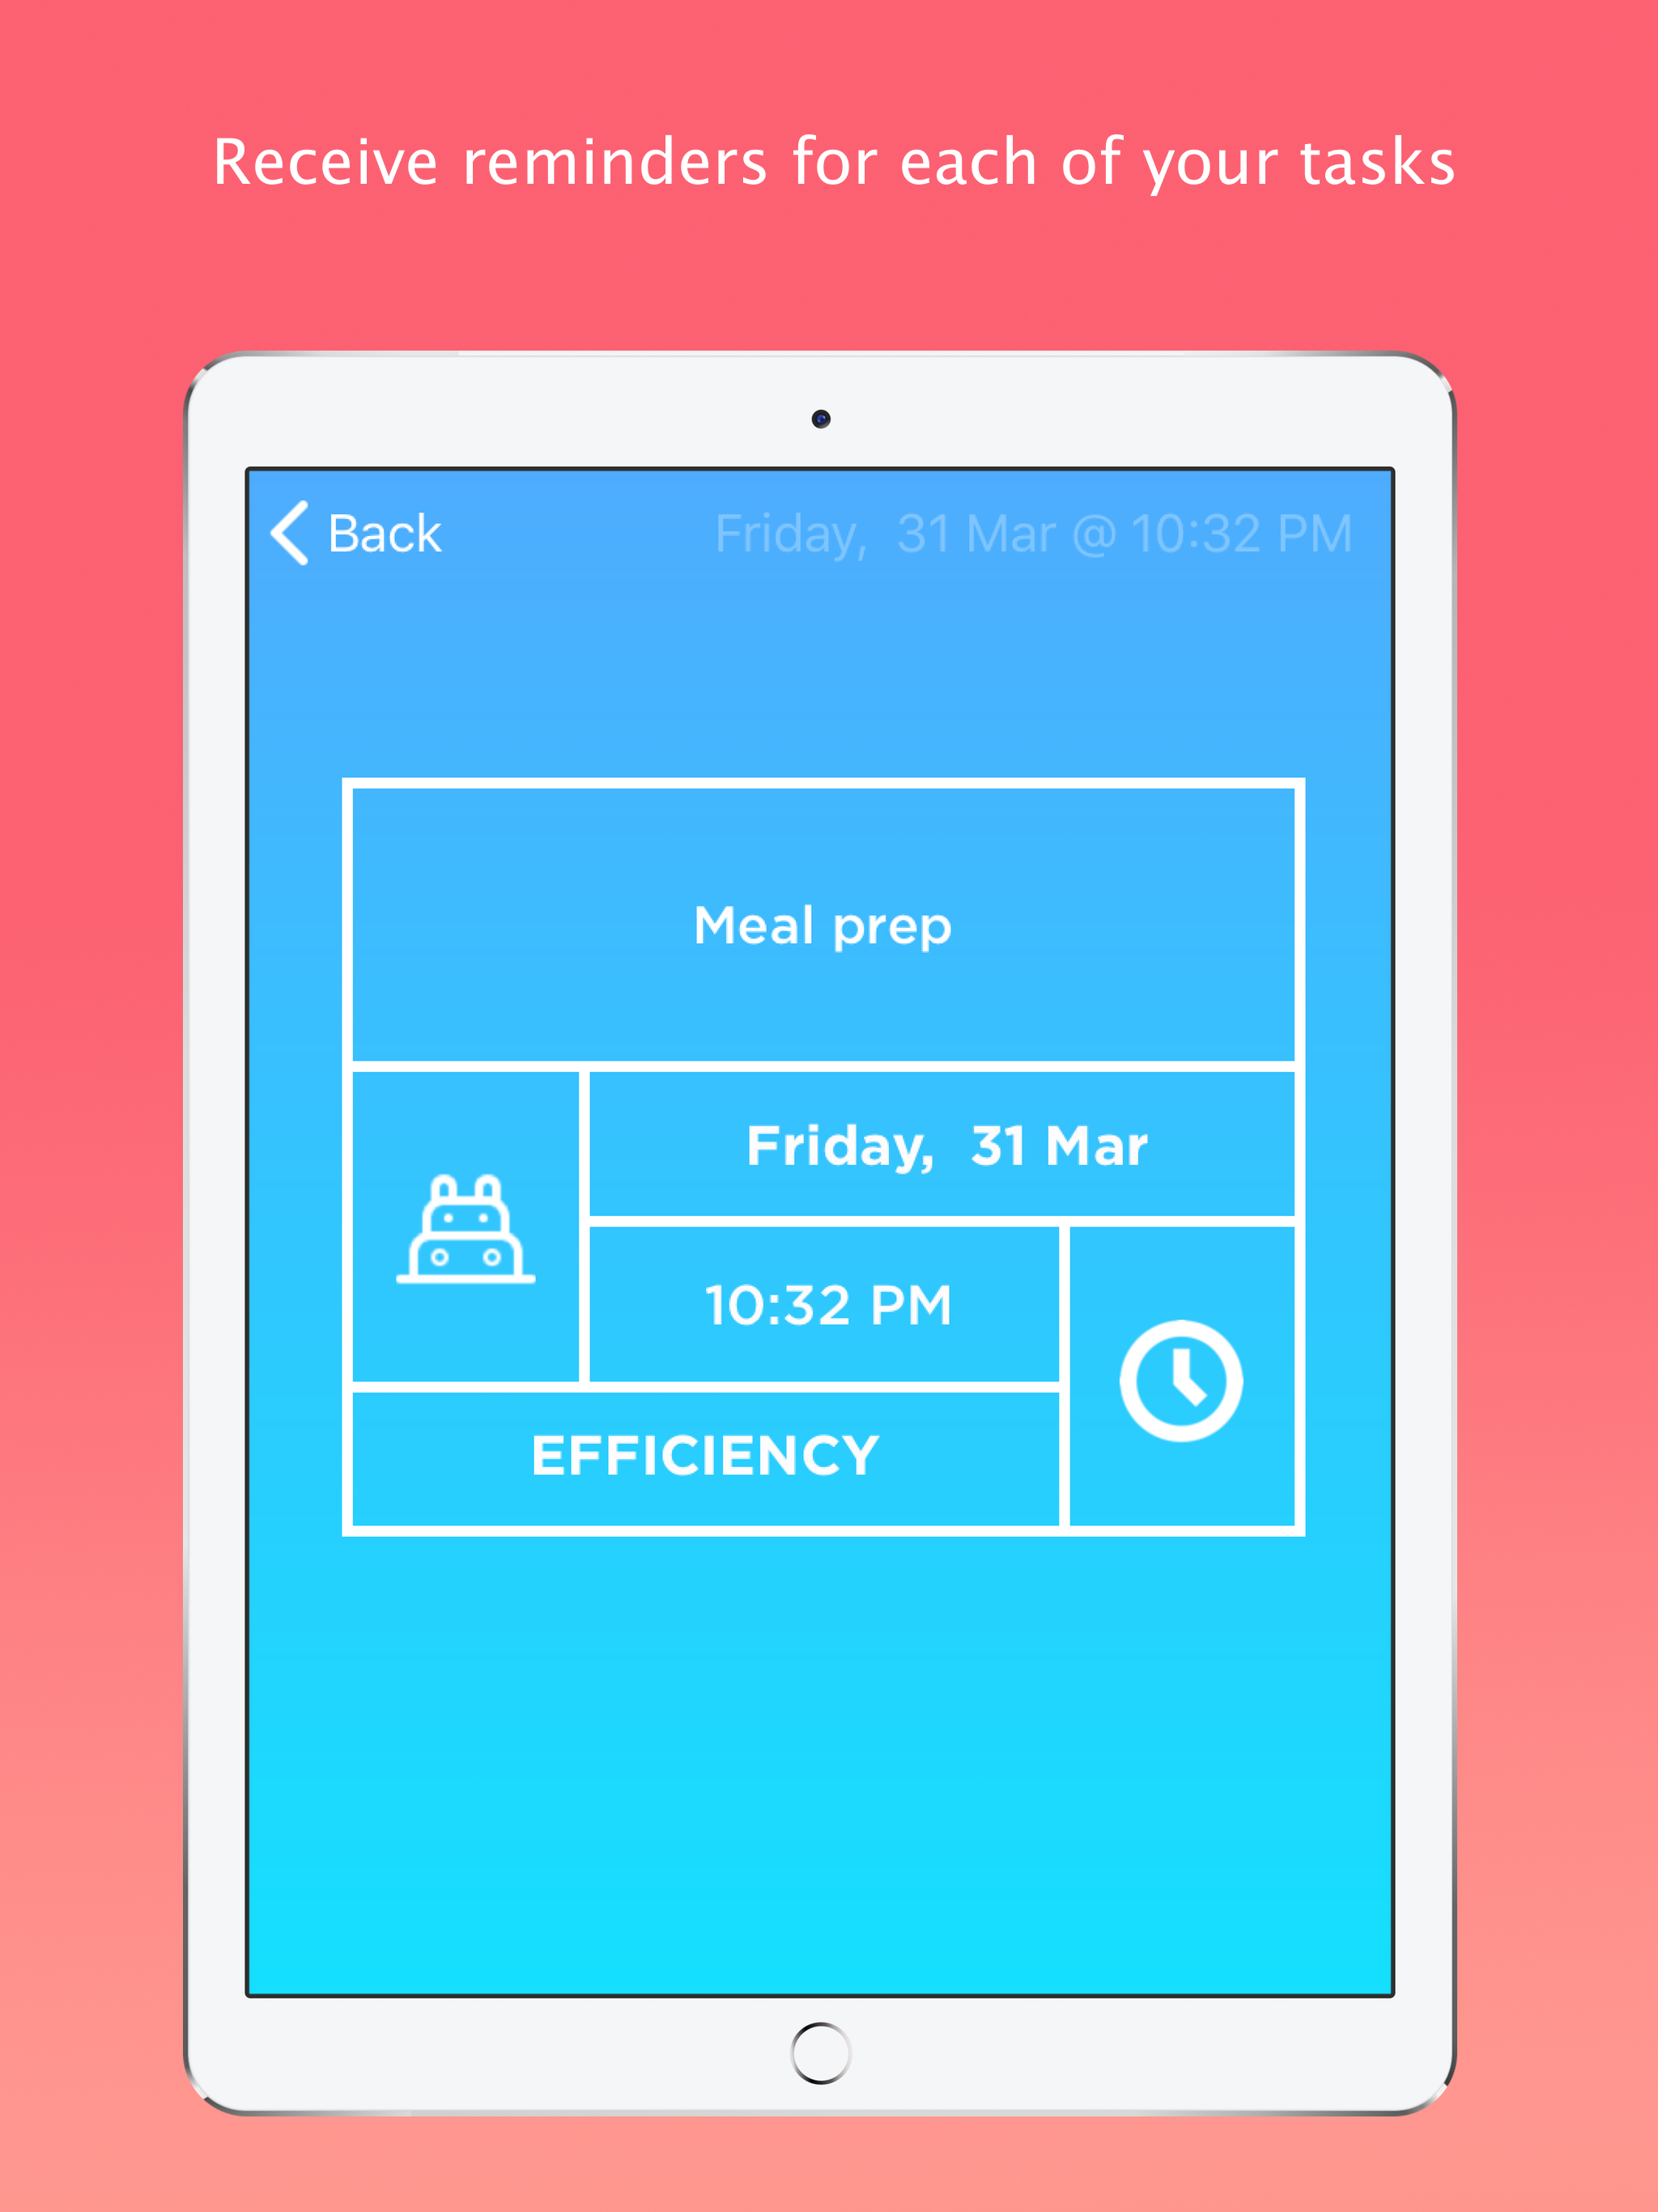 Receive reminders for each of your tasks
Back
Friday,  31 Mar @ 10:32 PM
Meal prep
Friday,  31 Mar
10:32 PM
EFFICIENCY